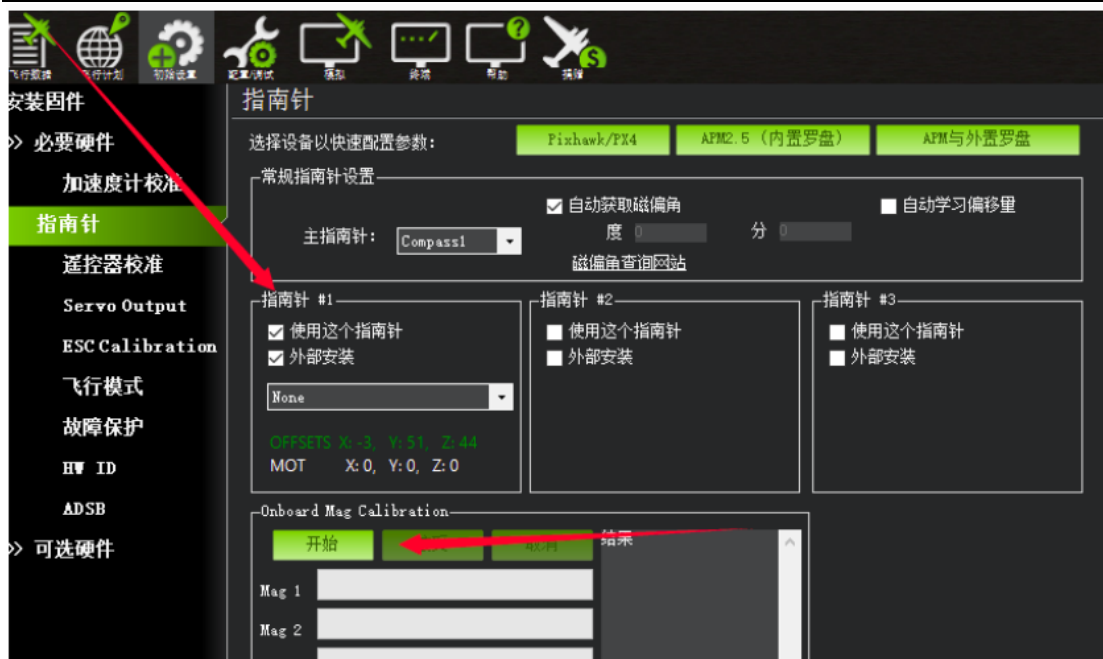 飞行数据 飞行计划 初始设置 配置/调试 模拟 终端 帮助 捐赠
安装固件
>> 必要硬件
加速度计校准
指南针
遥控器校准
Servo Output
ESC Calibration
飞行模式
故障保护
HW ID
ADSB
>> 可选硬件
指南针
选择设备以快速配置参数: Pixhawk/PX4 APM2.5（内置罗盘） APM与外置罗盘
常规指南针设置
自动获取磁偏角 自动学习偏移量
主指南针: Compass1 度 0 分 0
磁偏角查询网站
指南针 #1
使用这个指南针
外部安装
None
OFFSETS X: -3, Y: 51, Z: 44
MOT X: 0, Y: 0, Z: 0
指南针 #2
使用这个指南针
外部安装
指南针 #3
使用这个指南针
外部安装
Onboard Mag Calibration
开始 取消 结果
Mag 1
Mag 2